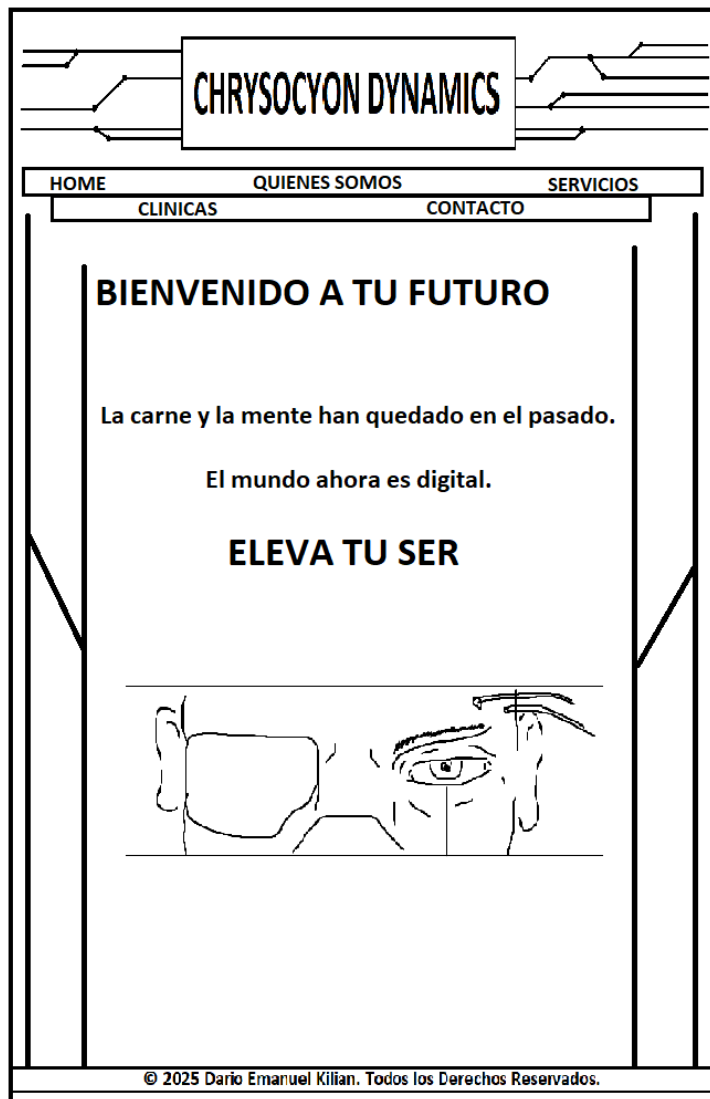 CHRYSOCYON DYNAMICS
HOME QUIENES SOMOS SERVICIOS
CLINICAS CONTACTO
BIENVENIDO A TU FUTURO
La carne y la mente han quedado en el pasado.
El mundo ahora es digital.
ELEVA TU SER
© 2025 Dario Emanuel Kilian. Todos los Derechos Reservados.